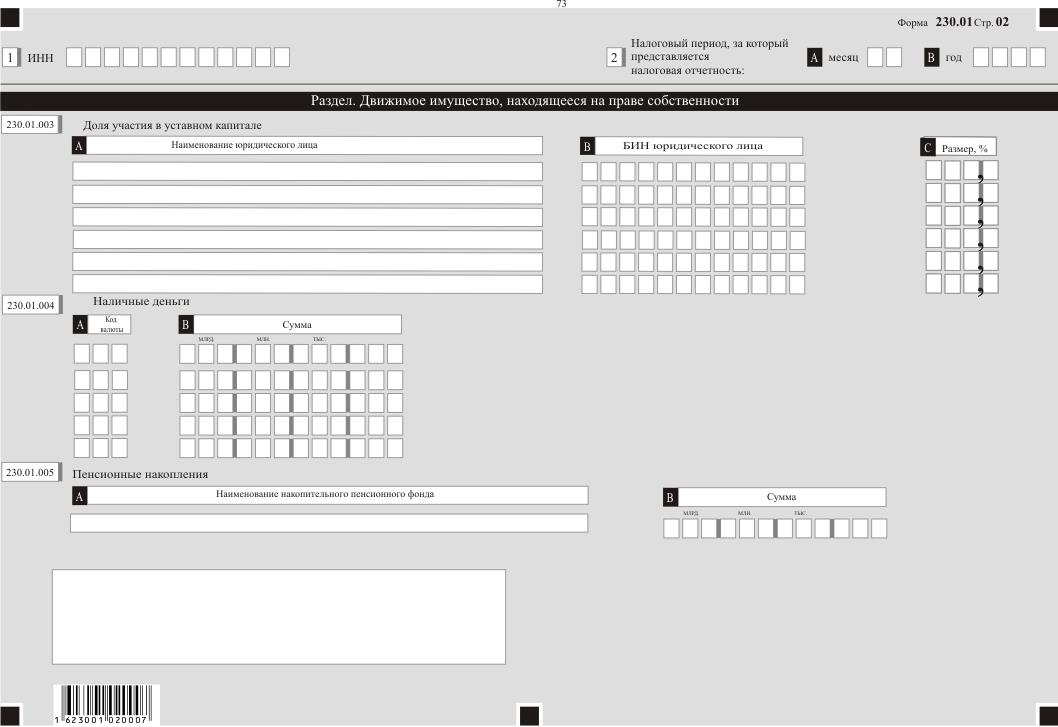 73
Форма 230.01 Стр. 02
1 ИНН
2 Налоговый период, за который
представляется
налоговая отчетность:
A месяц B год
Раздел. Движимое имущество, находящееся на праве собственности
230.01.003 Доля участия в уставном капитале
A Наименование юридического лица B БИН юридического лица C Размер, %
,
,
,
,
,
,
230.01.004 Наличные деньги
A Код
валюты
B Сумма
МЛРД. МЛН. ТЫС.
230.01.005 Пенсионные накопления
A Наименование накопительного пенсионного фонда B Сумма
МЛРД. МЛН. ТЫС.
1 623001 020007